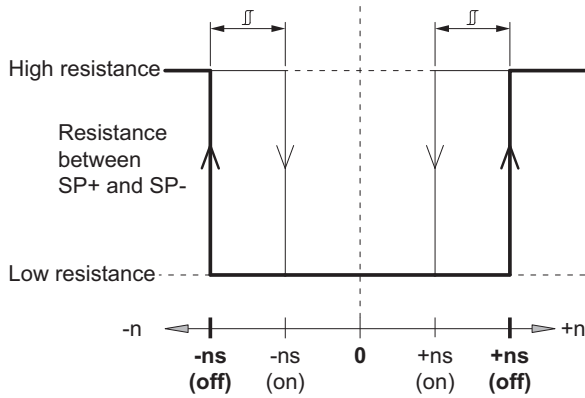 High resistance
Resistance
between
SP+ and SP-
Low resistance
-n
+n
-ns
(off)
-ns
(on)
0
+ns
(on)
+ns
(off)